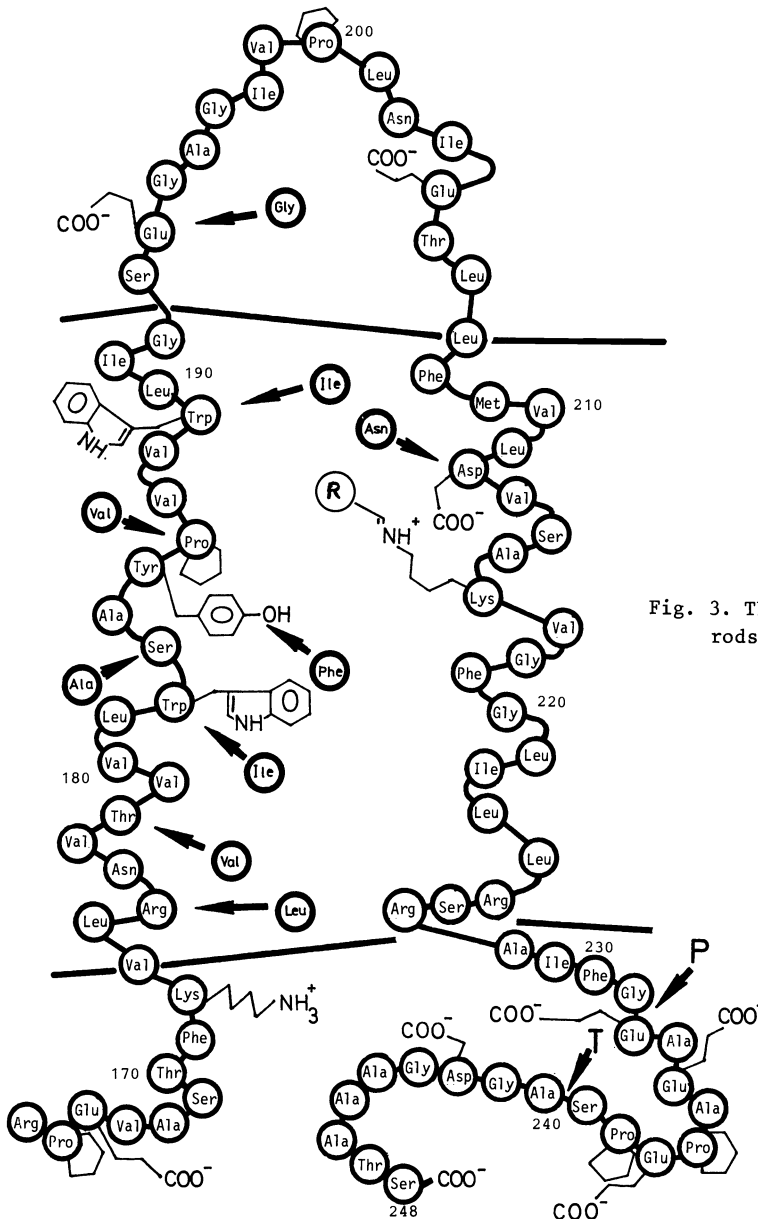 200
Val Pro
Leu
Ile
Gly Asn
Ala Ile
COO⁻
Gly Glu
COO⁻ Gly
Glu Thr
Ser Leu
Gly Leu
Ile Phe
190
Leu Ile Met Val 210
Trp
NH.
Val Asn Leu
Asp
Val R Val
Val COO⁻
Pro NH⁺ Ser
Tyr Ala
Lys
Ala OH Val
Fig. 3. Th
rods
Ser Gly
Ala Phe Phe
Trp Gly 220
Leu NH
Val Ile Leu
180 Val Ile
Thr Leu
Val Val Leu
Asn
Leu Arg Leu Arg Ser Arg
Val Ala 230
Ile Phe P
Lys NH₃⁺ Gly
COO⁻ COO⁻
Phe COO⁻ T Glu Ala
170 Thr Ala Gly Asp Gly Ala Glu
Ser Ala Ser Ala
Arg Glu Val Ala 240
Pro Ala Pro Pro
Thr Glu
COO⁻ Ser COO⁻ COO⁻
248